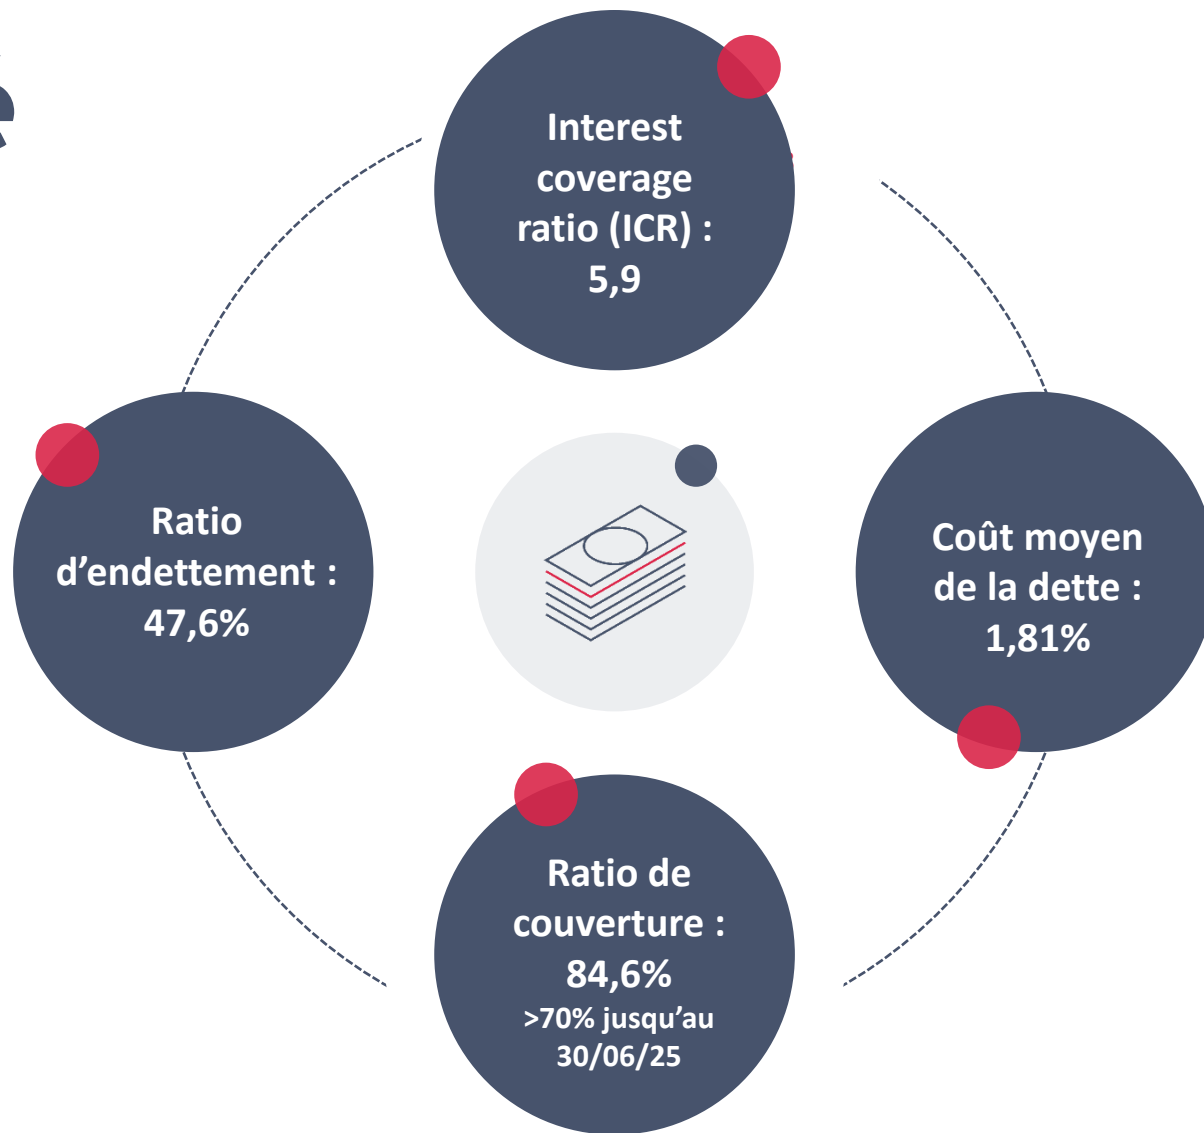 Interest
coverage
ratio (ICR) :
5,9
Ratio
d’endettement :
47,6%
Coût moyen
de la dette :
1,81%
Ratio de
couverture :
84,6%
>70% jusqu’au
30/06/25